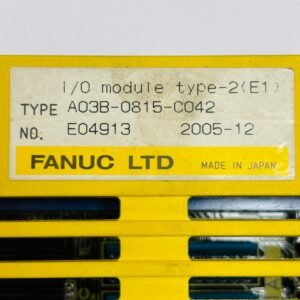 I/O module type-2(E1)
TYPE A03B-0815-C042
NO. E04913 2005-12
FANUC LTD MADE IN JAPAN